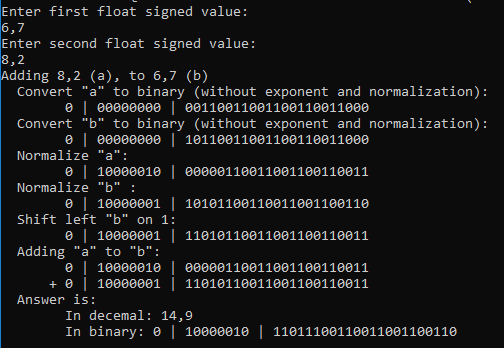 Enter first float signed value:
6,7
Enter second float signed value:
8,2
Adding 8,2 (a), to 6,7 (b)
Convert "a" to binary (without exponent and normalization):
0 | 00000000 | 00110011001100110011000
Convert "b" to binary (without exponent and normalization):
0 | 00000000 | 10110011001100110011000
Normalize "a":
0 | 10000010 | 00000110011001100110011
Normalize "b" :
0 | 10000001 | 10101100110011001100110
Shift left "b" on 1:
0 | 10000001 | 11010110011001100110011
Adding "a" to "b":
0 | 10000010 | 00000110011001100110011
+ 0 | 10000001 | 11010110011001100110011
Answer is:
In decemal: 14,9
In binary: 0 | 10000010 | 11011100110011001100110